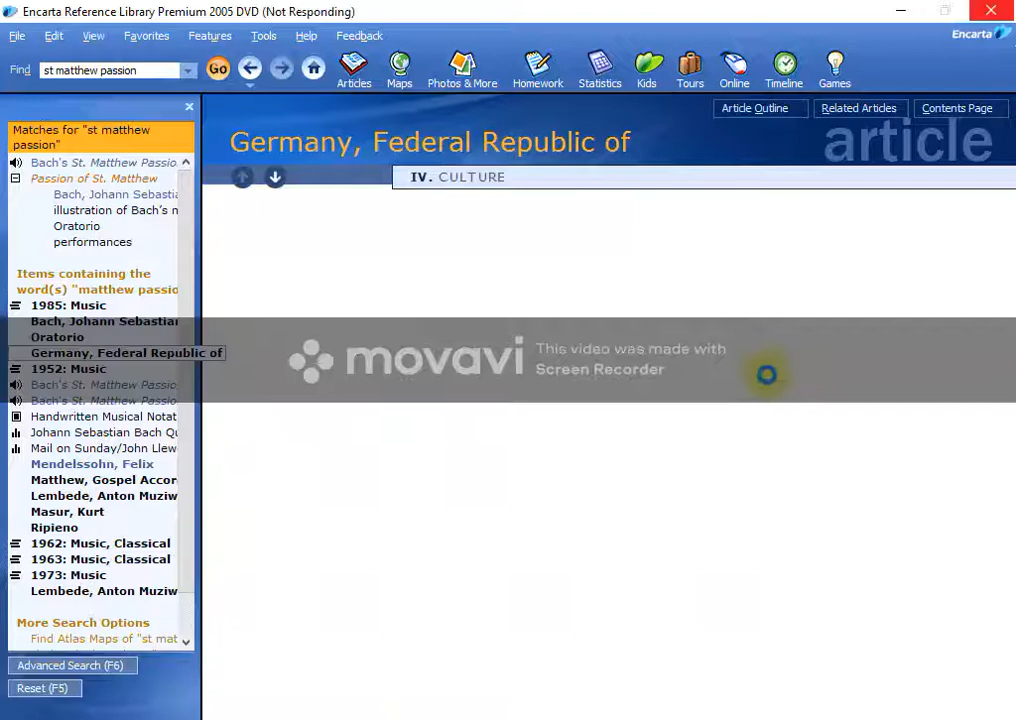 Encarta Reference Library Premium 2005 DVD (Not Responding)
File Edit View Favorites Features Tools Help Feedback
Encarta
Find st matthew passion Go
Articles Maps Photos & More Homework Statistics Kids Tours Online Timeline Games
Article Outline Related Articles Contents Page
article
Germany, Federal Republic of
IV. CULTURE
Matches for "st matthew
passion"
Bach's St. Matthew Passio
Passion of St. Matthew
Bach, Johann Sebastia
illustration of Bach's m
Oratorio
performances
Items containing the
word(s) "matthew passio
1985: Music
Bach, Johann Sebastian
Oratorio
Germany, Federal Republic of
1952: Music
Bach's St. Matthew Passio
Bach's St. Matthew Passio
Handwritten Musical Notat
Johann Sebastian Bach Qu
Mail on Sunday/John Llew
Mendelssohn, Felix
Matthew, Gospel Accor
Lembede, Anton Muziw
Masur, Kurt
Ripieno
1962: Music, Classical
1963: Music, Classical
1973: Music
Lembede, Anton Muziw
More Search Options
Find Atlas Maps of "st mat
Advanced Search (F6)
Reset (F5)
movavi
This video was made with
Screen Recorder